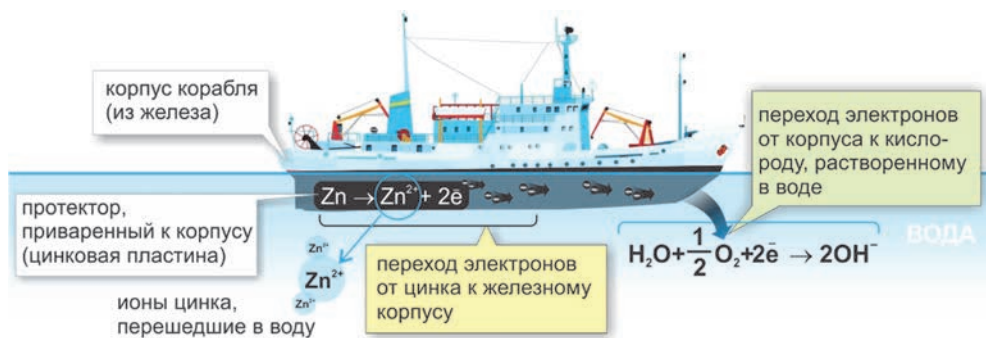 корпус корабля
(из железа)
переход электронов
от корпуса к кисло-
роду, растворенному
в воде
протектор,
приваренный к корпусу
(цинковая пластина)
Zn → Zn²⁺ + 2ē
ВОДА
H₂O+½O₂+2ē → 2OH⁻
Zn²⁺
Zn²⁺
Zn²⁺
переход электронов
от цинка к железному
корпусу
ионы цинка,
перешедшие в воду